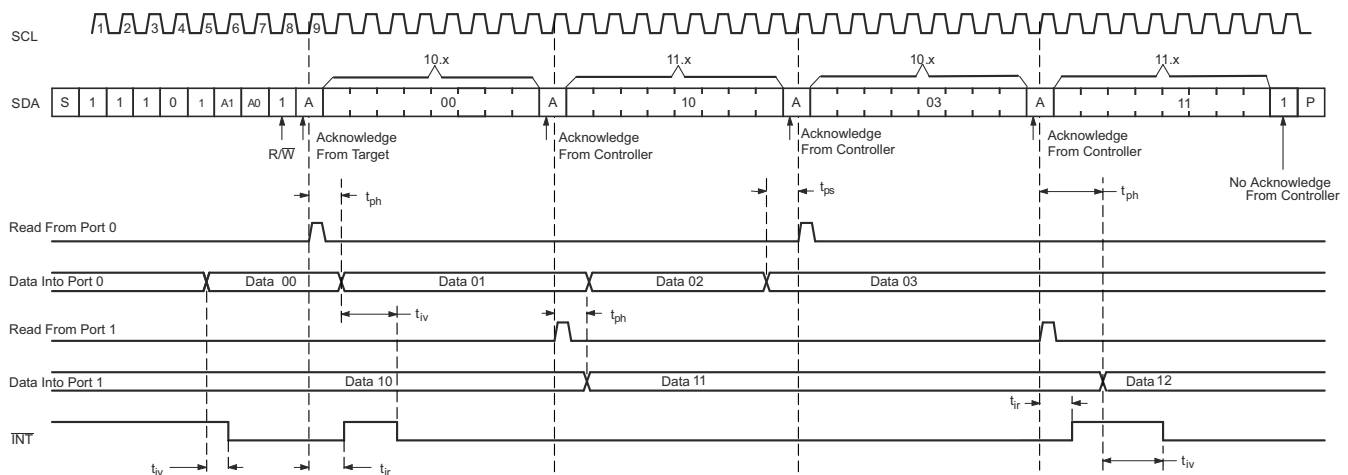 SCL
1 2 3 4 5 6 7 8 9
10.x 11.x 10.x 11.x
SDA S 1 1 1 0 1 A1 A0 1 A 00 A 10 A 03 A 11 1 P
R/W
Acknowledge
From Target
Acknowledge
From Controller
Acknowledge
From Controller
Acknowledge
From Controller
No Acknowledge
From Controller
tph
tps
tph
Read From Port 0
Data Into Port 0 Data 00 Data 01 Data 02 Data 03
tiv
tph
Read From Port 1
Data Into Port 1 Data 10 Data 11 Data 12
tir
INT
tiv
tir
tiv